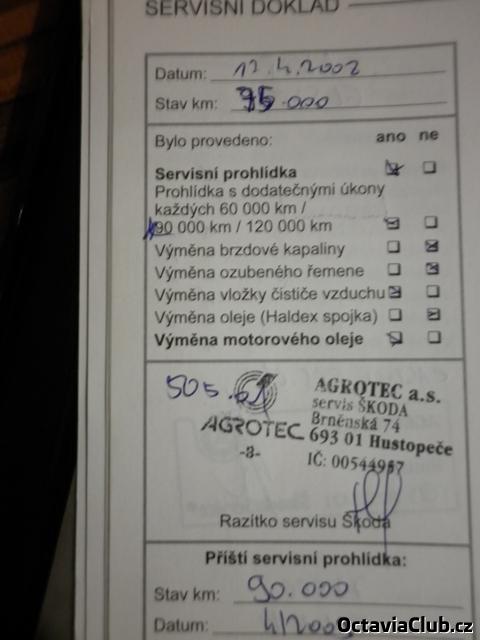 SERVISNÍ DOKLAD
Datum: 12.4.2002
Stav km: 75.000
Bylo provedeno: ano ne
Servisní prohlídka
Prohlídka s dodatečnými úkony
každých 60 000 km /
90 000 km / 120 000 km
Výměna brzdové kapaliny
Výměna ozubeného řemene
Výměna vložky čističe vzduchu
Výměna oleje (Haldex spojka)
Výměna motorového oleje
505.01
AGROTEC
-8-
AGROTEC a.s.
servis ŠKODA
Brněnská 74
693 01 Hustopeče
IČ: 00544957
Razítko servisu Škoda
Příští servisní prohlídka:
Stav km: 90.000
Datum:
OctaviaClub.cz